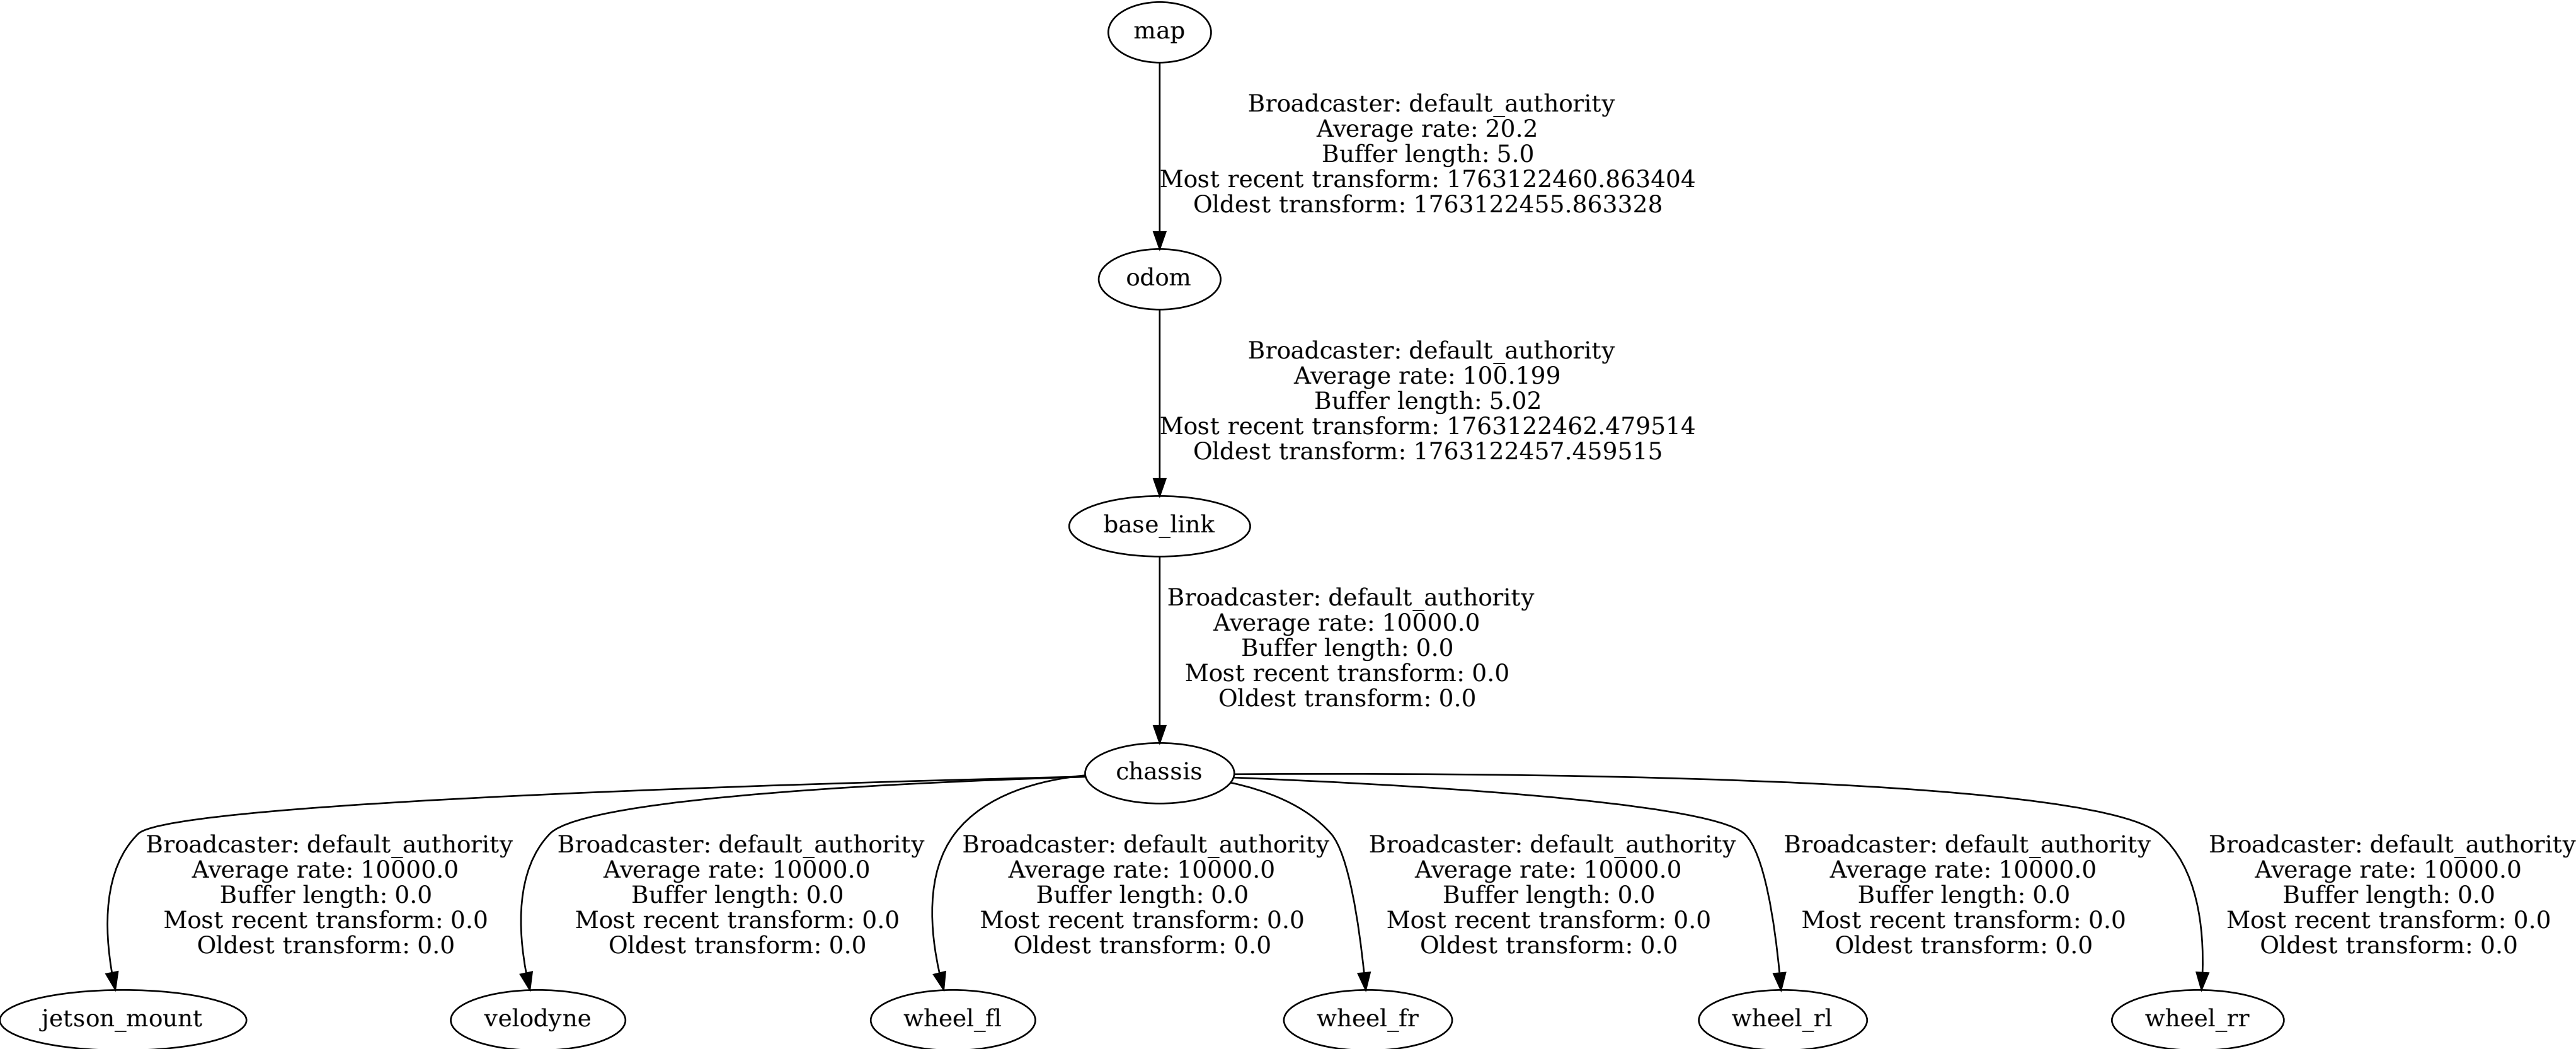 map
Broadcaster: default_authority
Average rate: 20.2
Buffer length: 5.0
Most recent transform: 1763122460.863404
Oldest transform: 1763122455.863328
odom
Broadcaster: default_authority
Average rate: 100.199
Buffer length: 5.02
Most recent transform: 1763122462.479514
Oldest transform: 1763122457.459515
base_link
Broadcaster: default_authority
Average rate: 10000.0
Buffer length: 0.0
Most recent transform: 0.0
Oldest transform: 0.0
chassis
Broadcaster: default_authority
Average rate: 10000.0
Buffer length: 0.0
Most recent transform: 0.0
Oldest transform: 0.0
Broadcaster: default_authority
Average rate: 10000.0
Buffer length: 0.0
Most recent transform: 0.0
Oldest transform: 0.0
Broadcaster: default_authority
Average rate: 10000.0
Buffer length: 0.0
Most recent transform: 0.0
Oldest transform: 0.0
Broadcaster: default_authority
Average rate: 10000.0
Buffer length: 0.0
Most recent transform: 0.0
Oldest transform: 0.0
Broadcaster: default_authority
Average rate: 10000.0
Buffer length: 0.0
Most recent transform: 0.0
Oldest transform: 0.0
Broadcaster: default_authority
Average rate: 10000.0
Buffer length: 0.0
Most recent transform: 0.0
Oldest transform: 0.0
jetson_mount
velodyne
wheel_fl
wheel_fr
wheel_rl
wheel_rr